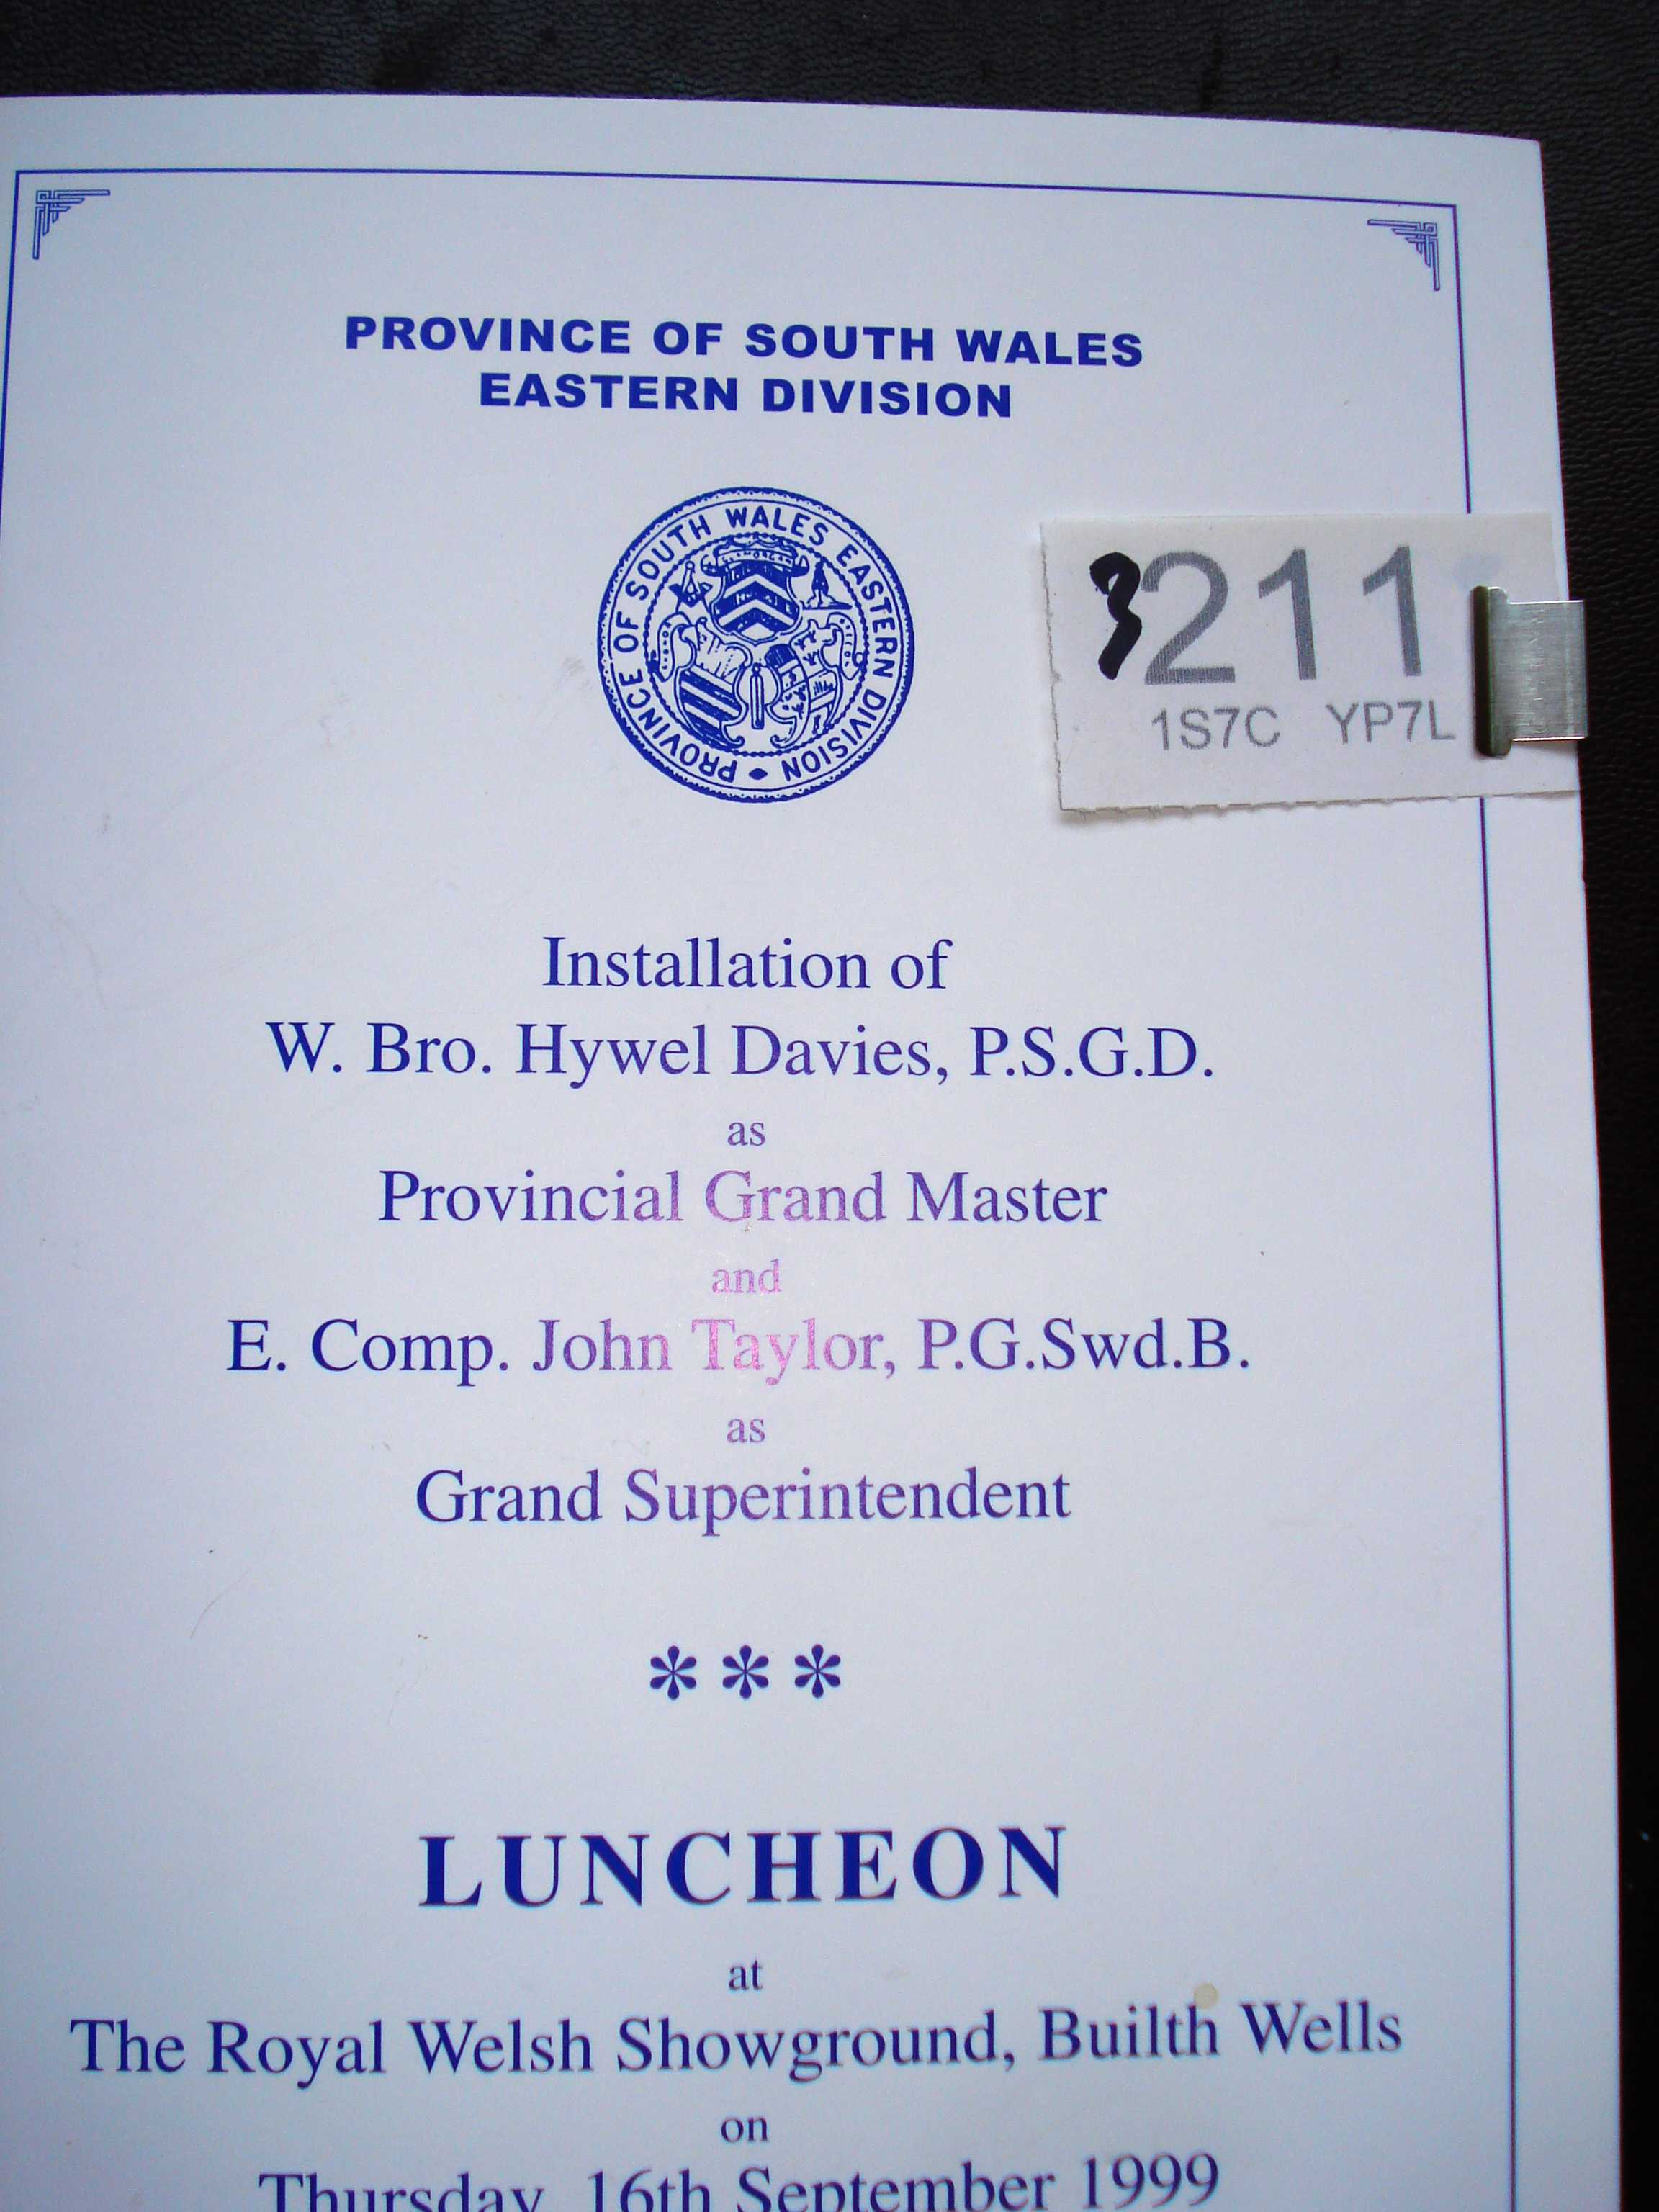 PROVINCE OF SOUTH WALES
EASTERN DIVISION
PROVINCE OF SOUTH WALES EASTERN DIVISION
3211
1S7C YP7L
Installation of
W. Bro. Hywel Davies, P.S.G.D.
as
Provincial Grand Master
and
E. Comp. John Taylor, P.G.Swd.B.
as
Grand Superintendent
* * *
LUNCHEON
at
The Royal Welsh Showground, Builth Wells
on
Thursday, 16th September 1999